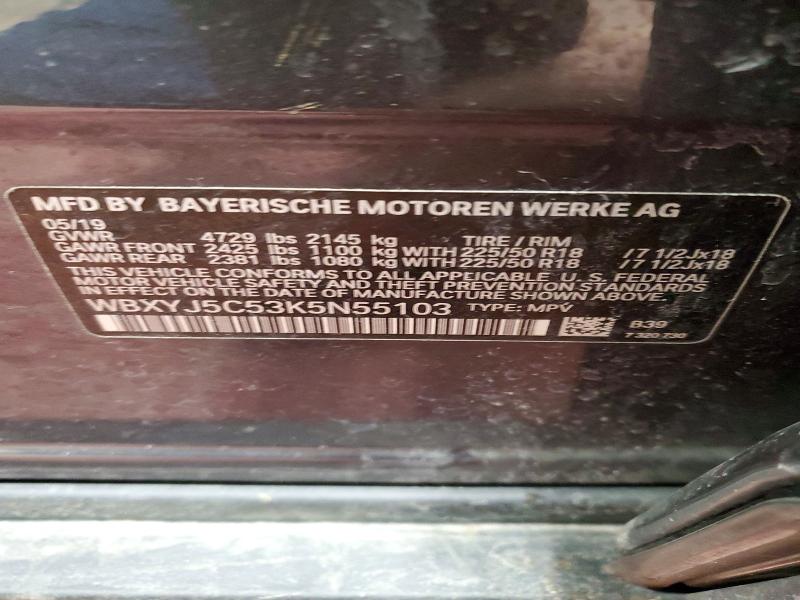 MFD BY BAYERISCHE MOTOREN WERKE AG
05/19
GVWR 4729 lbs 2145 kg TIRE / RIM
GAWR FRONT 2425 lbs 1100 kg WITH 225/50 R18 / 7 1/2Jx18
GAWR REAR 2381 lbs 1080 kg WITH 225/50 R18 / 7 1/2Jx18
THIS VEHICLE CONFORMS TO ALL APPLICABLE U.S. FEDERAL
MOTOR VEHICLE SAFETY AND THEFT PREVENTION STANDARDS
IN EFFECT ON THE DATE OF MANUFACTURE SHOWN ABOVE.
WBXYJ5C53K5N55103 TYPE: MPV
B39
7 320 730